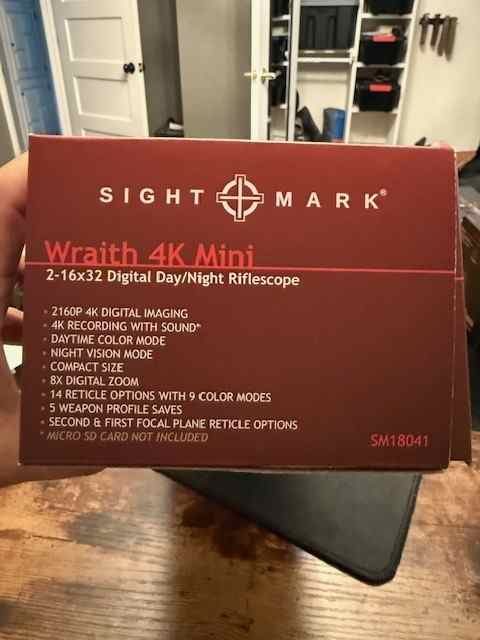 SIGHT MARK®
Wraith 4K Mini
2-16x32 Digital Day/Night Riflescope
• 2160P 4K DIGITAL IMAGING
• 4K RECORDING WITH SOUND*
• DAYTIME COLOR MODE
• NIGHT VISION MODE
• COMPACT SIZE
• 8X DIGITAL ZOOM
• 14 RETICLE OPTIONS WITH 9 COLOR MODES
• 5 WEAPON PROFILE SAVES
• SECOND & FIRST FOCAL PLANE RETICLE OPTIONS
* MICRO SD CARD NOT INCLUDED
SM18041